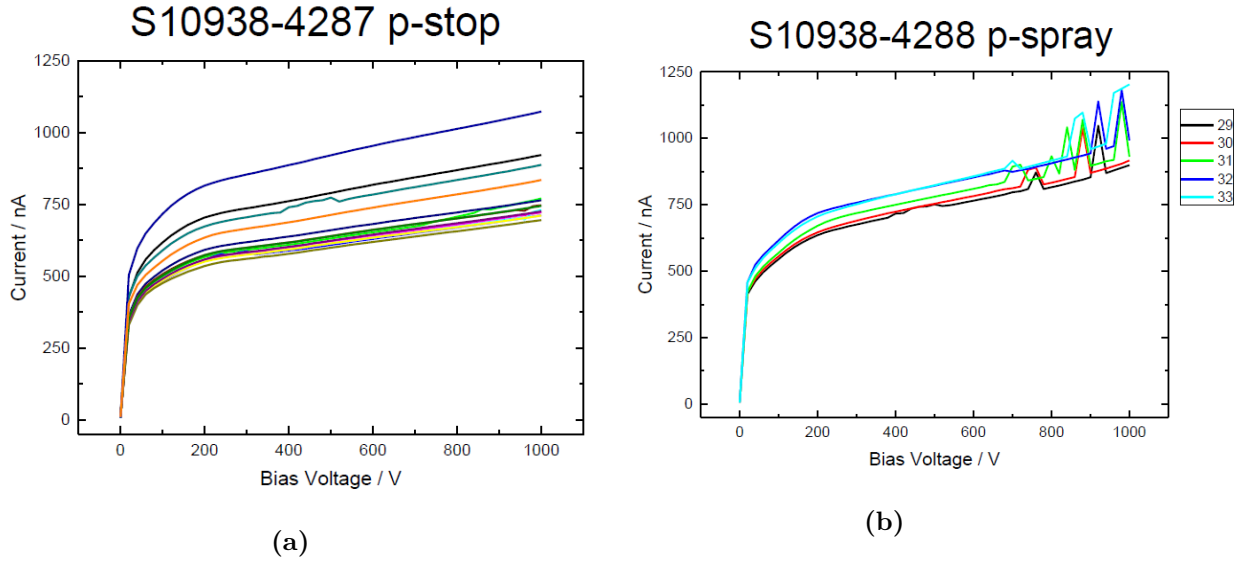 S10938-4287 p-stop
1250
1000
750
500
250
0
Current / nA
0 200 400 600 800 1000
Bias Voltage / V
(a)
S10938-4288 p-spray
1250
1000
750
500
250
0
Current / nA
0 200 400 600 800 1000
Bias Voltage / V
29
30
31
32
33
(b)